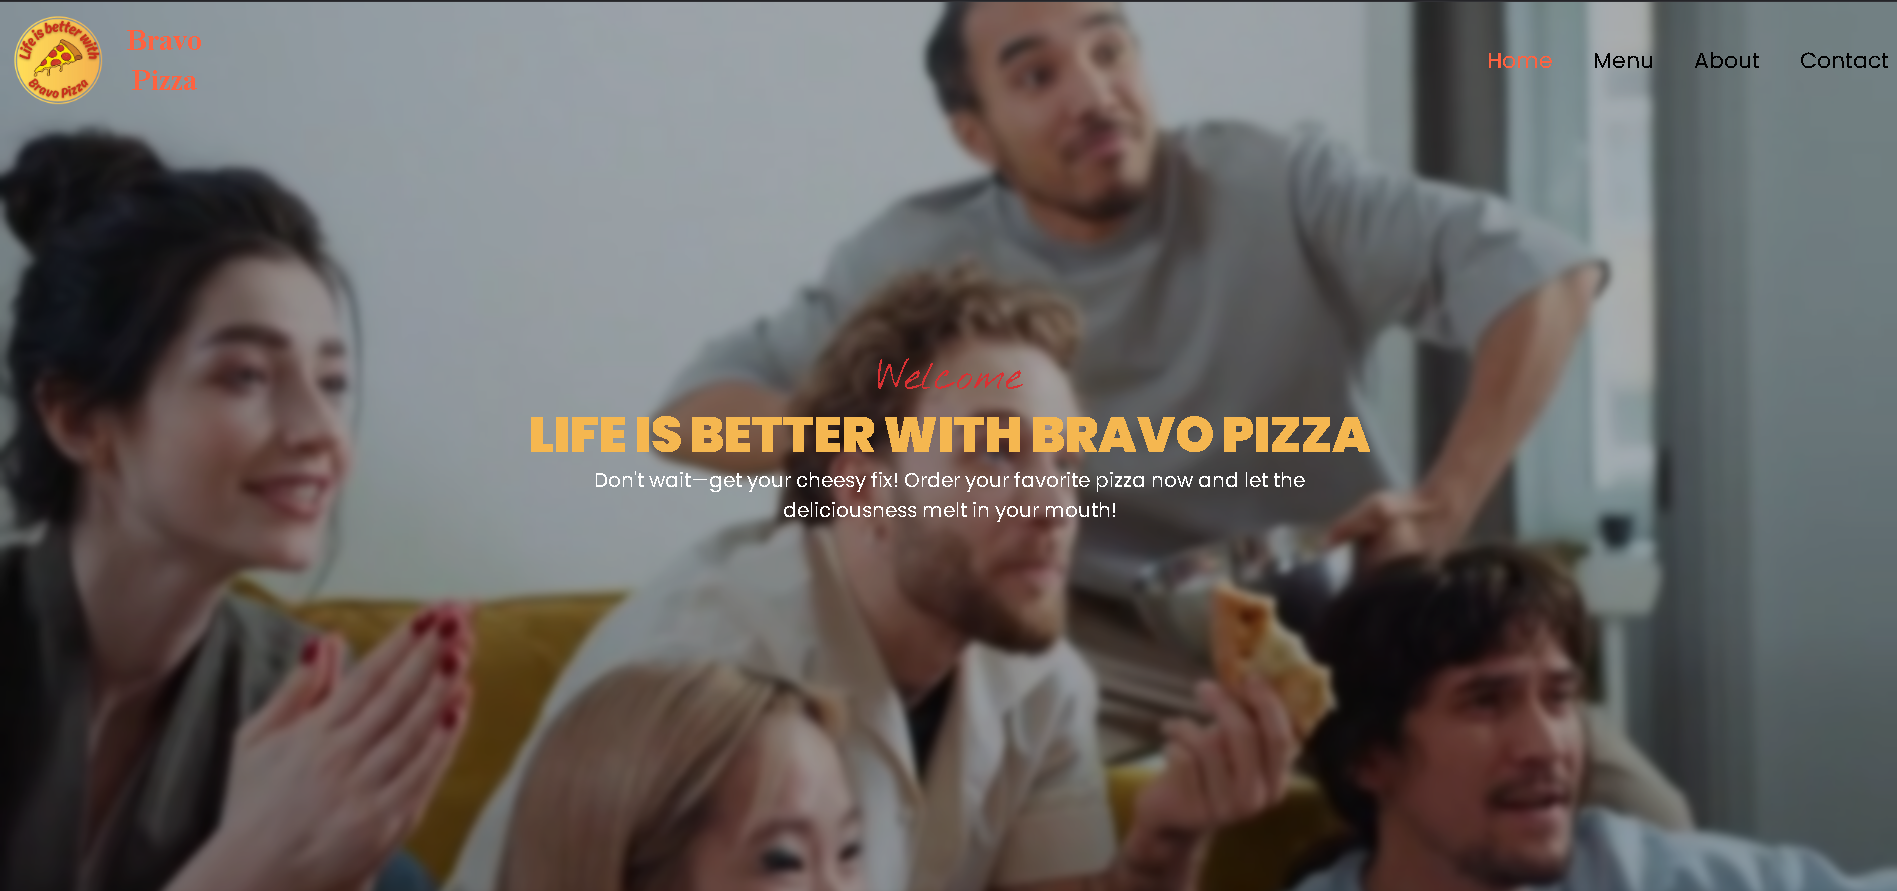 Life is better with
Bravo Pizza
Bravo
Pizza
Home Menu About Contact
Welcome
LIFE IS BETTER WITH BRAVO PIZZA
Don't wait—get your cheesy fix! Order your favorite pizza now and let the
deliciousness melt in your mouth!